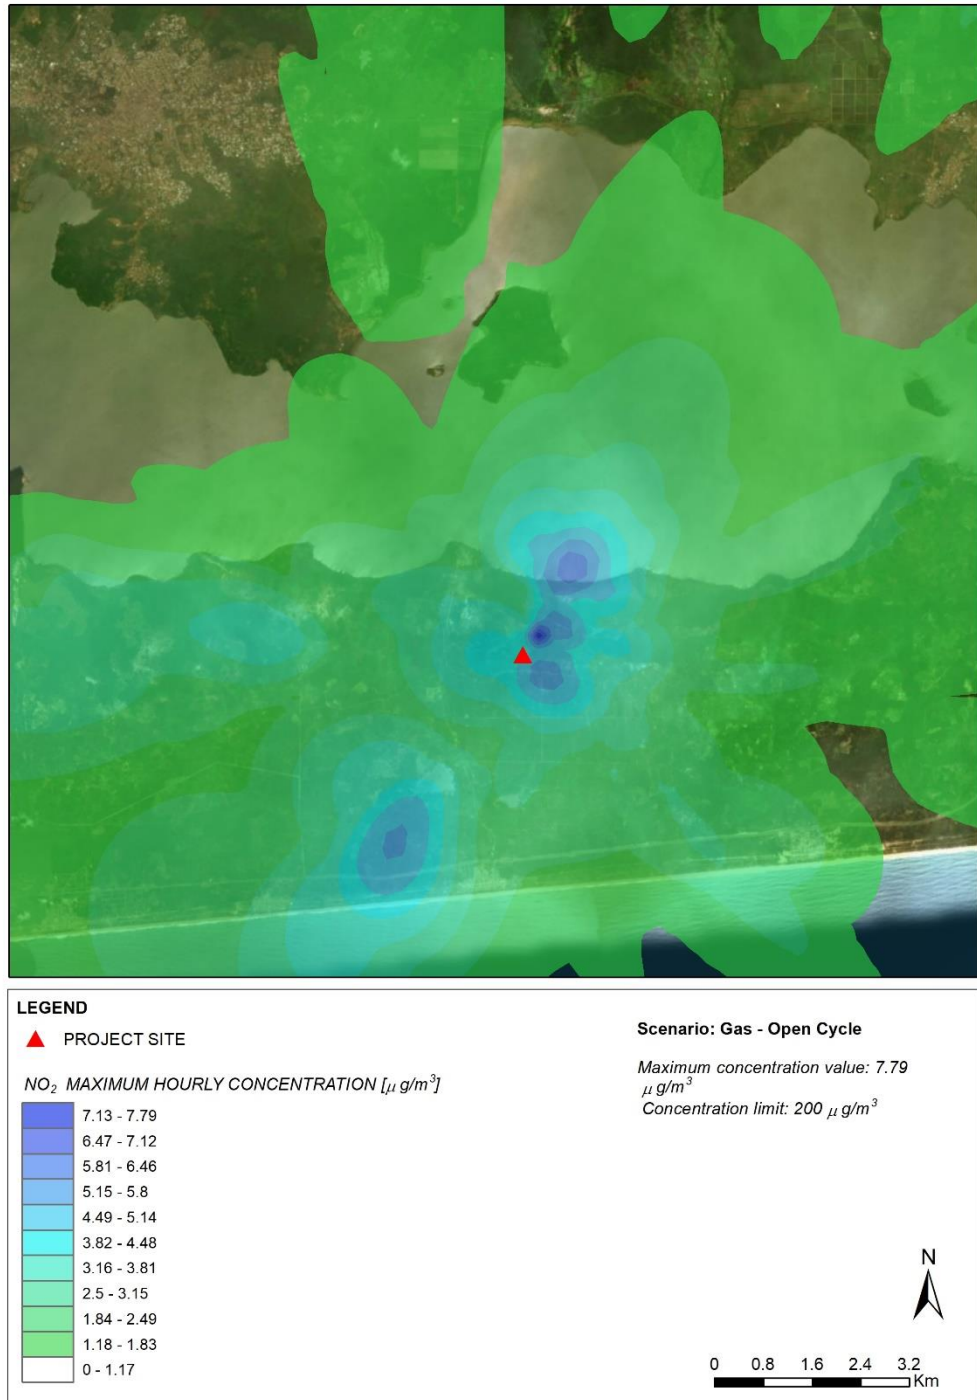 LEGEND
PROJECT SITE
NO₂ MAXIMUM HOURLY CONCENTRATION [μ g/m³]
7.13 - 7.79
6.47 - 7.12
5.81 - 6.46
5.15 - 5.8
4.49 - 5.14
3.82 - 4.48
3.16 - 3.81
2.5 - 3.15
1.84 - 2.49
1.18 - 1.83
0 - 1.17
Scenario: Gas - Open Cycle
Maximum concentration value: 7.79
μ g/m³
Concentration limit: 200 μ g/m³
N
0 0.8 1.6 2.4 3.2
Km